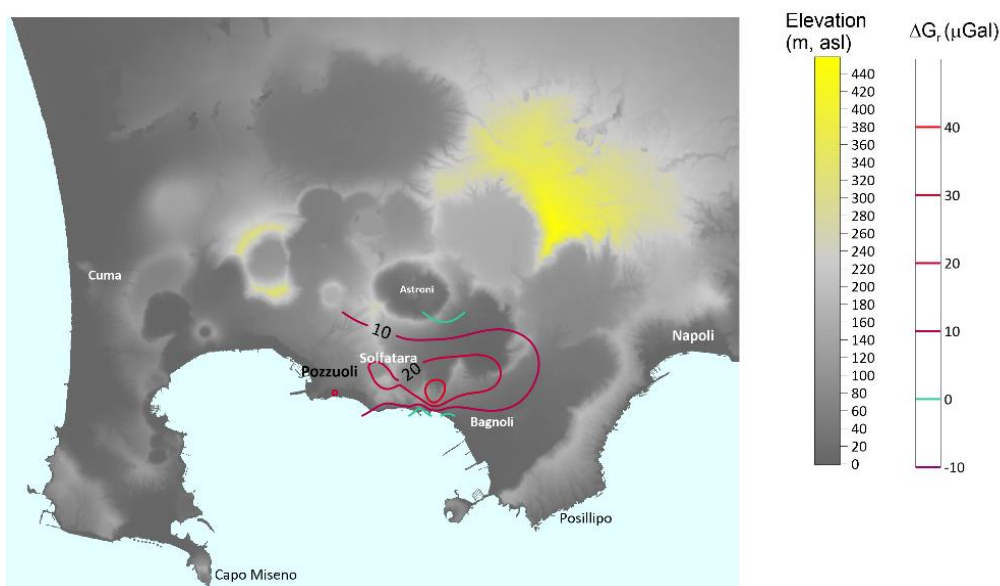 Elevation
(m, asl)
ΔGr (μGal)
440
420
400
380
360
340
320
300
280
260
240
220
200
180
160
140
120
100
80
60
40
20
0
40
30
20
10
0
-10
Cuma
Astroni
10
Solfatara
20
Pozzuoli
Napoli
Bagnoli
Posillipo
Capo Miseno